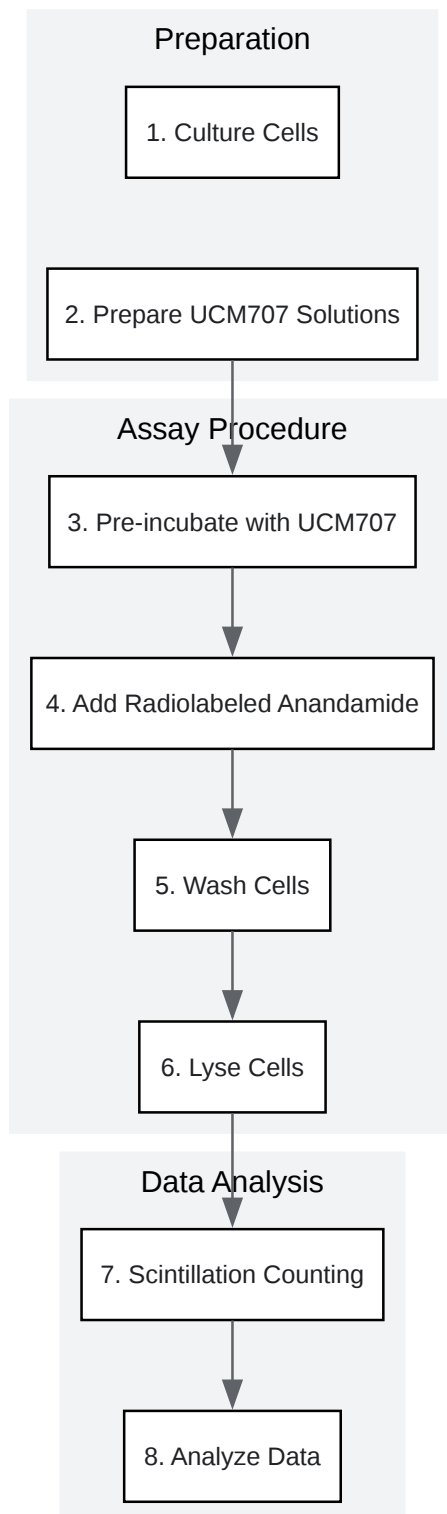 Preparation
1. Culture Cells
2. Prepare UCM707 Solutions
Assay Procedure
3. Pre-incubate with UCM707
4. Add Radiolabeled Anandamide
5. Wash Cells
6. Lyse Cells
Data Analysis
7. Scintillation Counting
8. Analyze Data